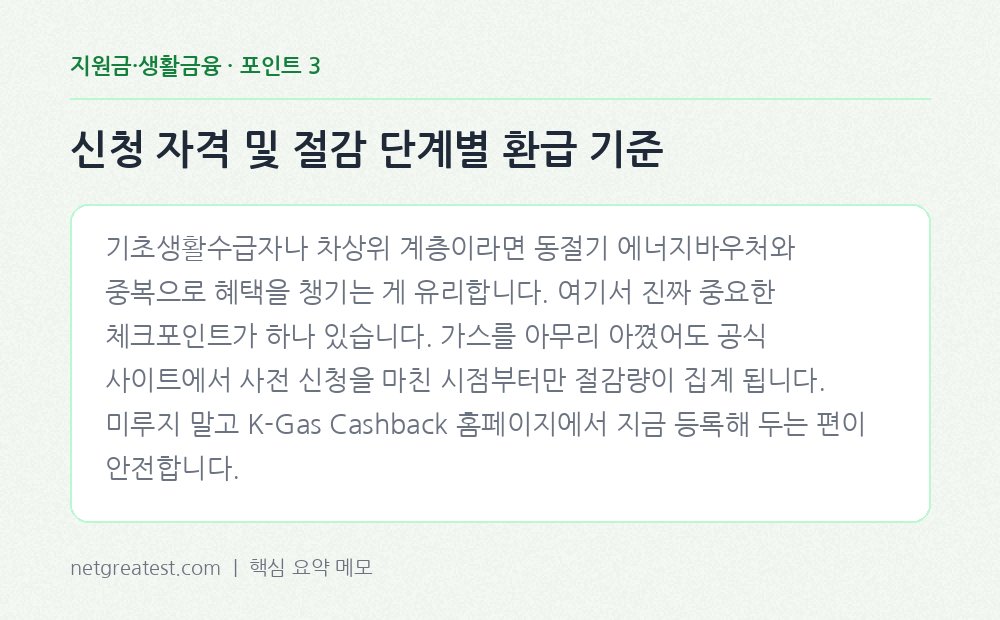 지원금·생활금융 · 포인트 3
신청 자격 및 절감 단계별 환급 기준
기초생활수급자나 차상위 계층이라면 동절기 에너지바우처와
중복으로 혜택을 챙기는 게 유리합니다. 여기서 진짜 중요한
체크포인트가 하나 있습니다. 가스를 아무리 아꼈어도 공식
사이트에서 사전 신청을 마친 시점부터만 절감량이 집계 됩니다.
미루지 말고 K-Gas Cashback 홈페이지에서 지금 등록해 두는 편이
안전합니다.
netgreatest.com | 핵심 요약 메모